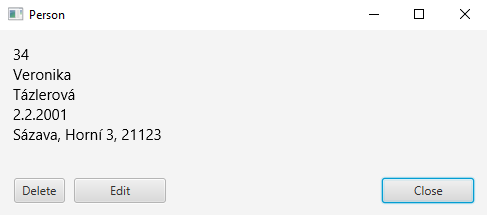 Person
34
Veronika
Tázlerová
2.2.2001
Sázava, Horní 3, 21123
Delete Edit Close